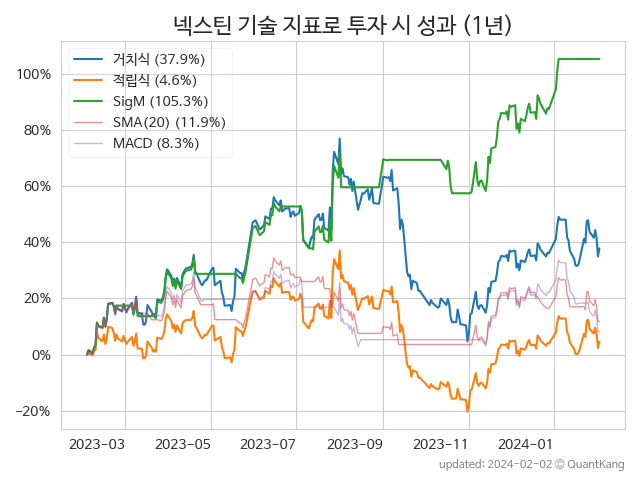 넥스틴 기술 지표로 투자 시 성과 (1년)
거치식 (37.9%)
적립식 (4.6%)
SigM (105.3%)
SMA(20) (11.9%)
MACD (8.3%)
100%
80%
60%
40%
20%
0%
−20%
2023-03 2023-05 2023-07 2023-09 2023-11 2024-01
updated: 2024-02-02 © QuantKang